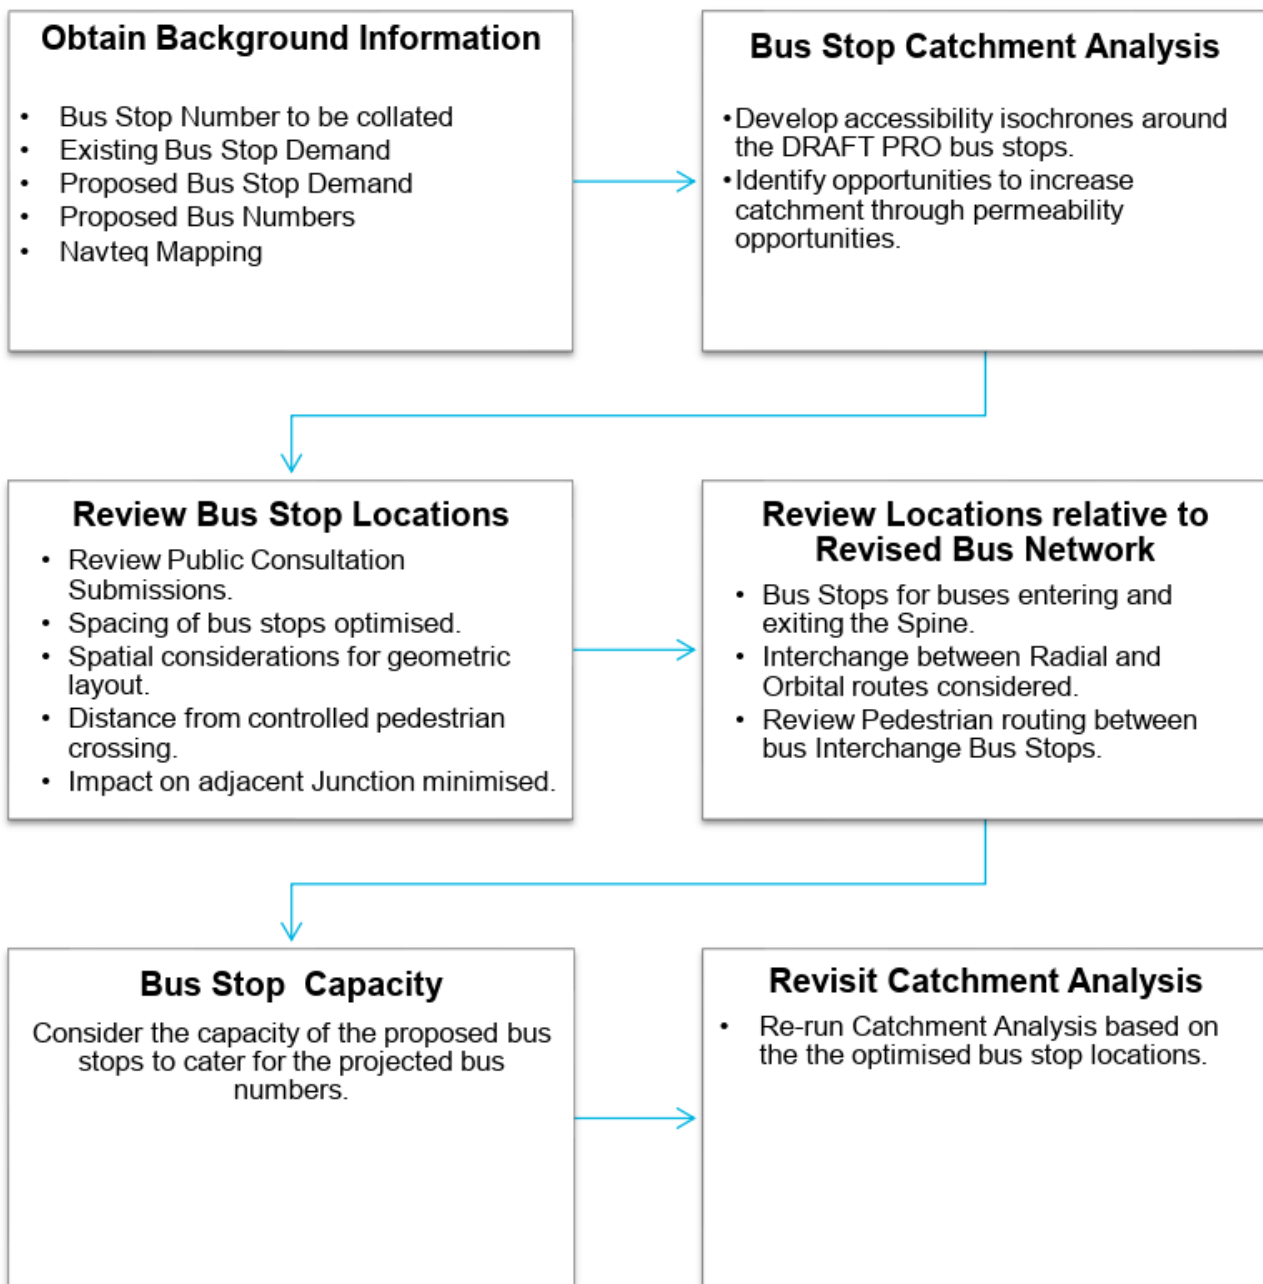 Obtain Background Information
• Bus Stop Number to be collated
• Existing Bus Stop Demand
• Proposed Bus Stop Demand
• Proposed Bus Numbers
• Navteq Mapping
Bus Stop Catchment Analysis
•Develop accessibility isochrones around
the DRAFT PRO bus stops.
•Identify opportunities to increase
catchment through permeability
opportunities.
Review Bus Stop Locations
• Review Public Consultation
Submissions.
• Spacing of bus stops optimised.
• Spatial considerations for geometric
layout.
• Distance from controlled pedestrian
crossing.
• Impact on adjacent Junction minimised.
Review Locations relative to
Revised Bus Network
• Bus Stops for buses entering and
exiting the Spine.
• Interchange between Radial and
Orbital routes considered.
• Review Pedestrian routing between
bus Interchange Bus Stops.
Bus Stop  Capacity
Consider the capacity of the proposed bus
stops to cater for the projected bus
numbers.
Revisit Catchment Analysis
• Re-run Catchment Analysis based on
the the optimised bus stop locations.